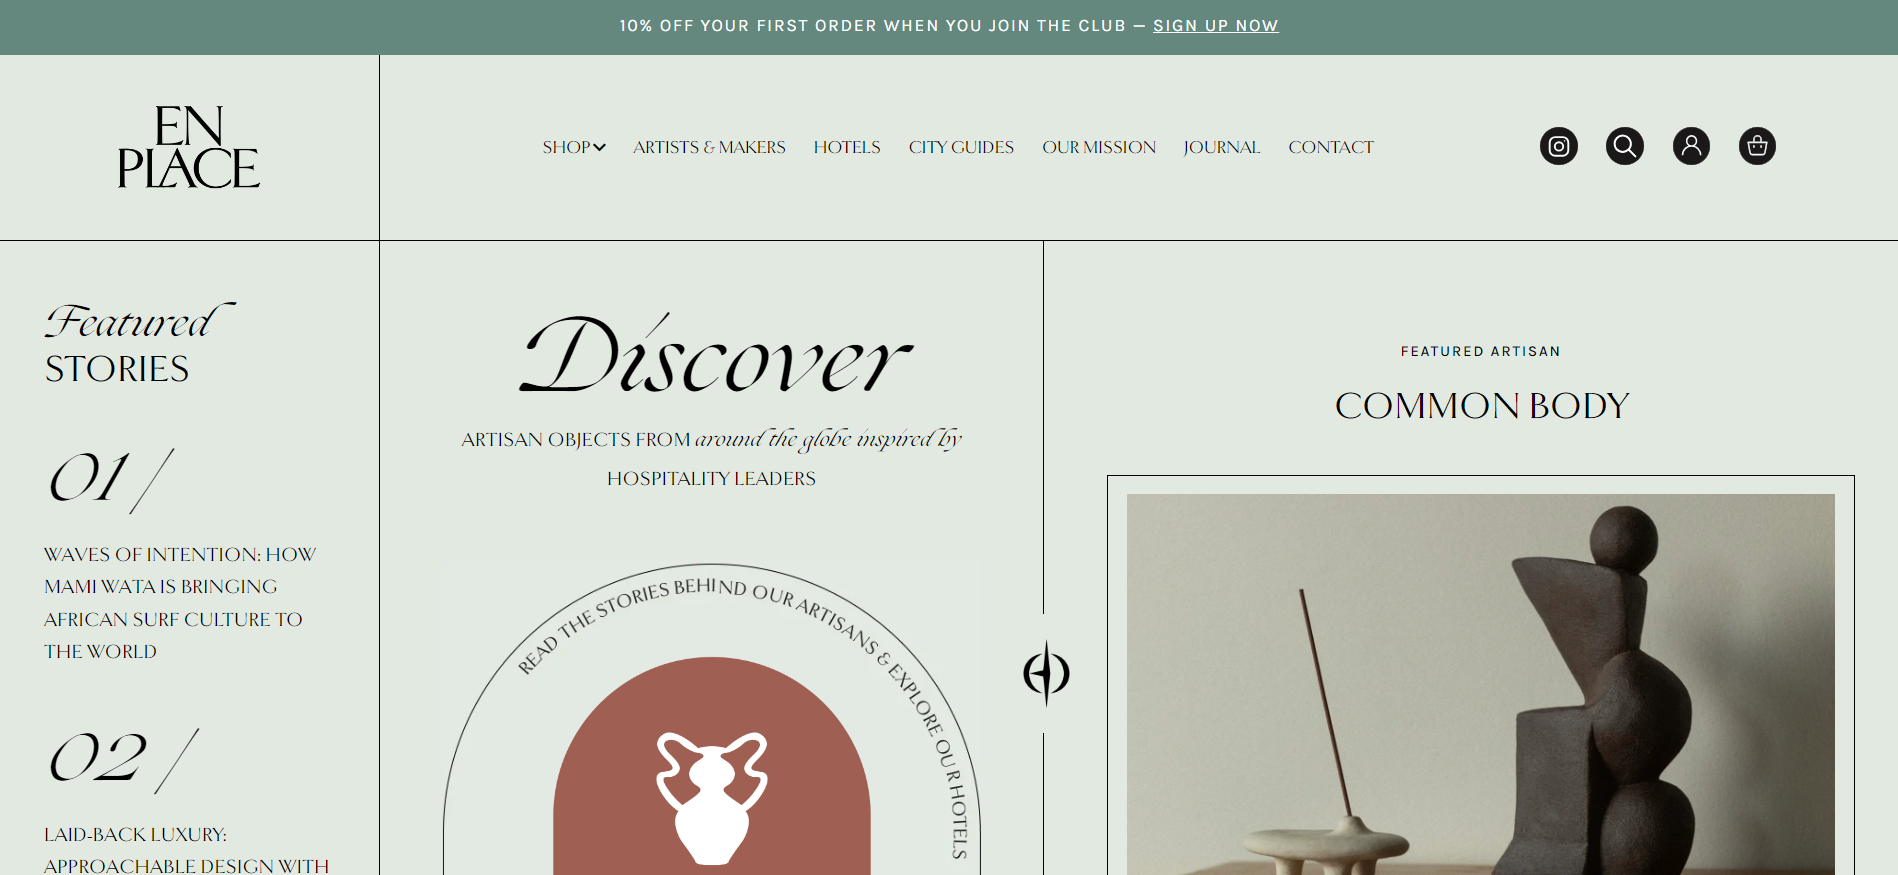 10% OFF YOUR FIRST ORDER WHEN YOU JOIN THE CLUB — SIGN UP NOW
EN
PLACE
SHOP
ARTISTS & MAKERS
HOTELS
CITY GUIDES
OUR MISSION
JOURNAL
CONTACT
Featured
STORIES
01 /
WAVES OF INTENTION: HOW
MAMI WATA IS BRINGING
AFRICAN SURF CULTURE TO
THE WORLD
02 /
LAID-BACK LUXURY:
APPROACHABLE DESIGN WITH
Discover
ARTISAN OBJECTS FROM around the globe inspired by
HOSPITALITY LEADERS
READ THE STORIES BEHIND OUR ARTISANS & EXPLORE OUR HOTELS
FEATURED ARTISAN
COMMON BODY